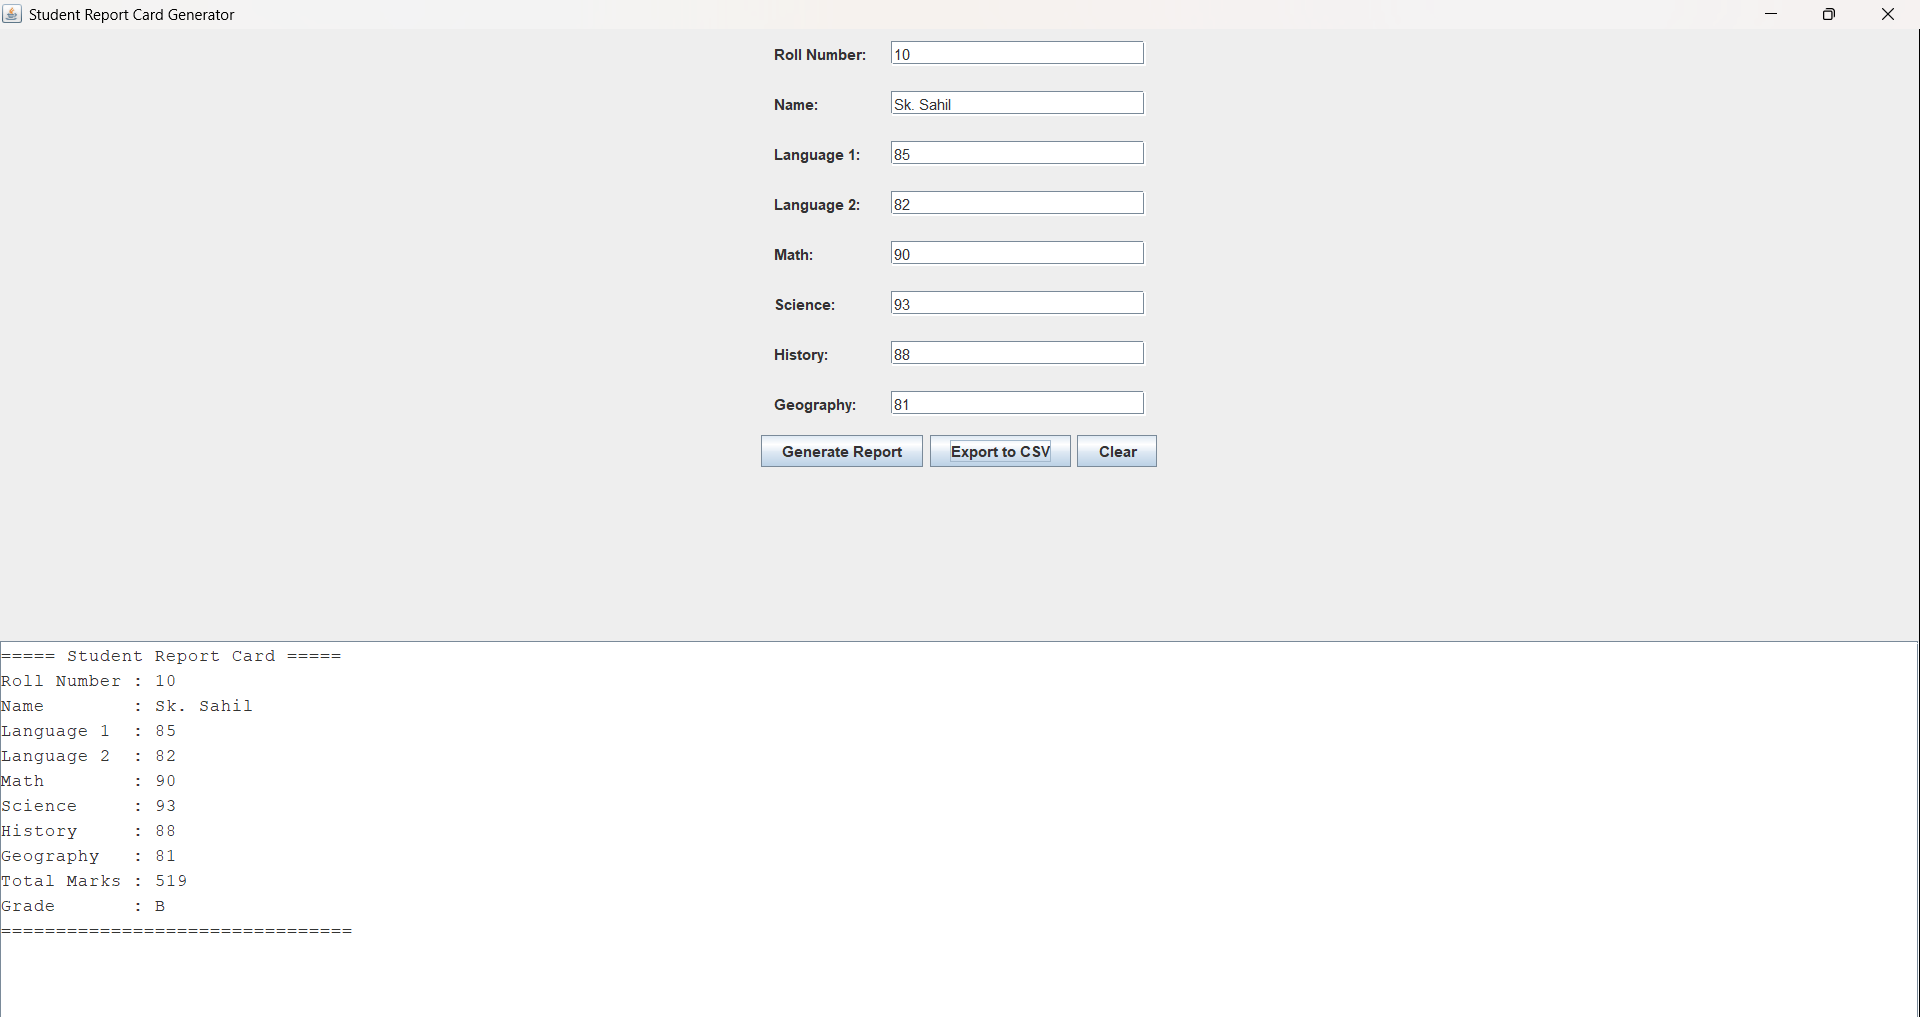 Student Report Card Generator
Roll Number: 10
Name: Sk. Sahil
Language 1: 85
Language 2: 82
Math: 90
Science: 93
History: 88
Geography: 81
Generate Report Export to CSV Clear
===== Student Report Card =====
Roll Number : 10
Name        : Sk. Sahil
Language 1  : 85
Language 2  : 82
Math        : 90
Science     : 93
History     : 88
Geography   : 81
Total Marks : 519
Grade       : B
================================